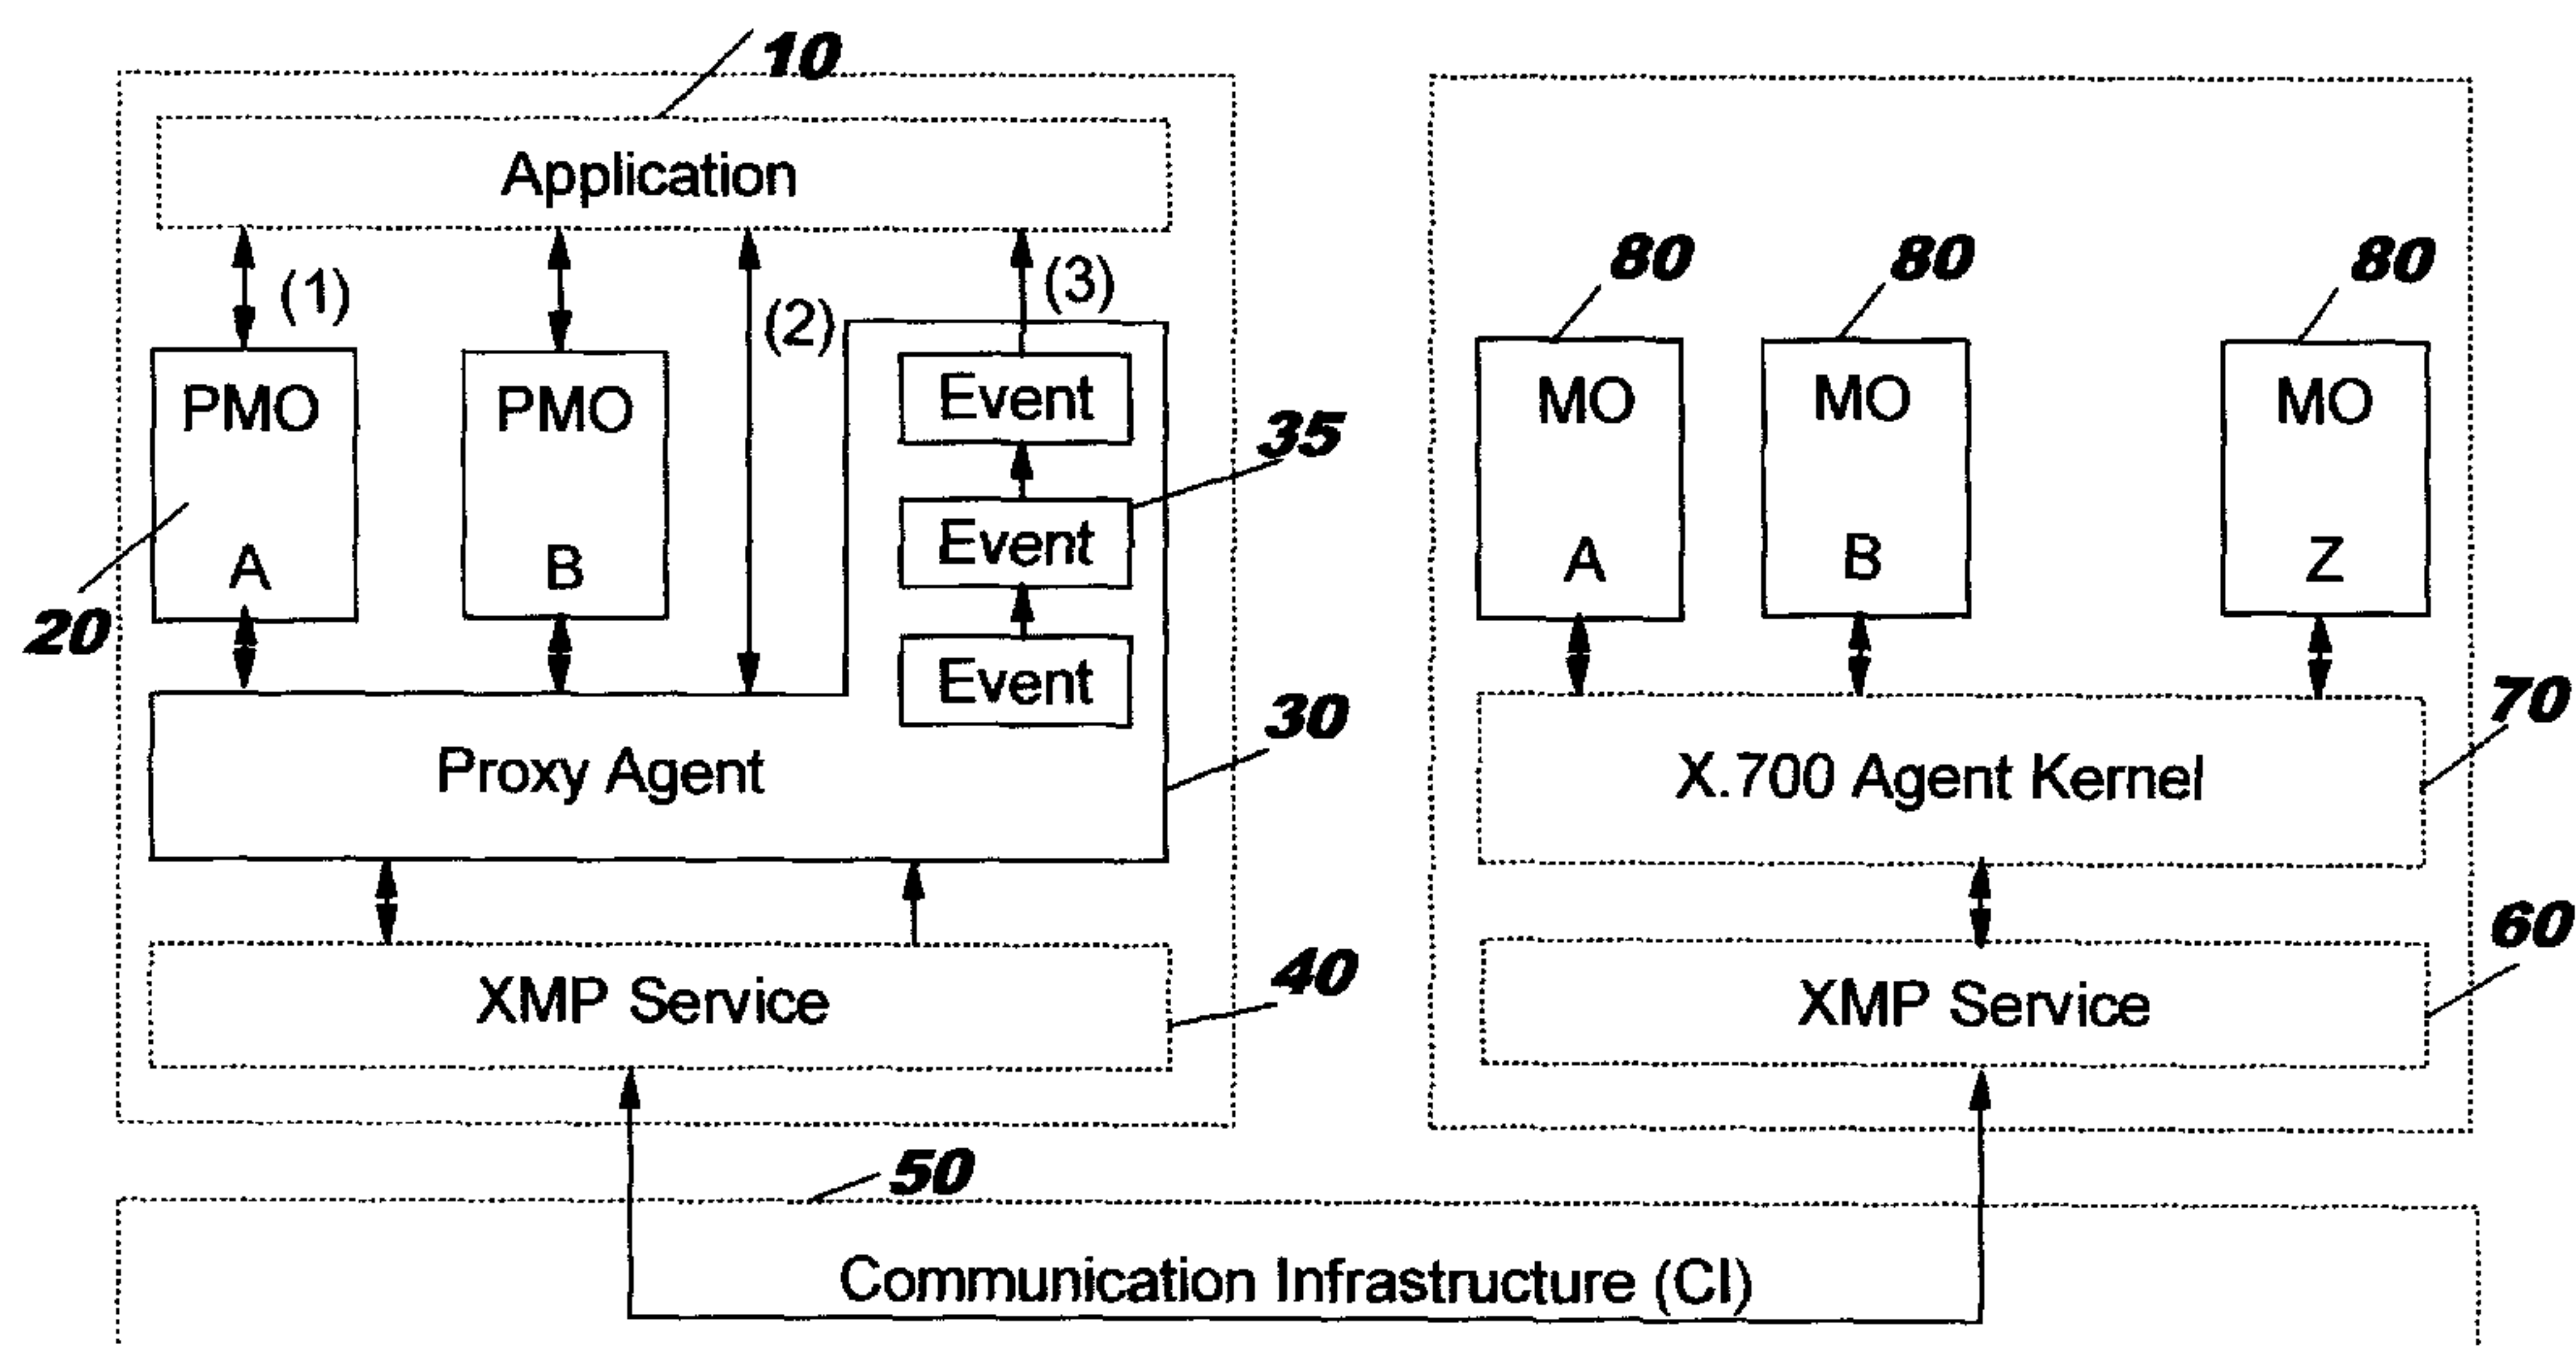 10
Application
(1)
(2)
(3)
PMO
A
PMO
B
20
Event
Event
Event
35
Proxy Agent
30
XMP Service
40
80
80
80
MO
A
MO
B
MO
Z
X.700 Agent Kernel
70
XMP Service
60
50
Communication Infrastructure (CI)